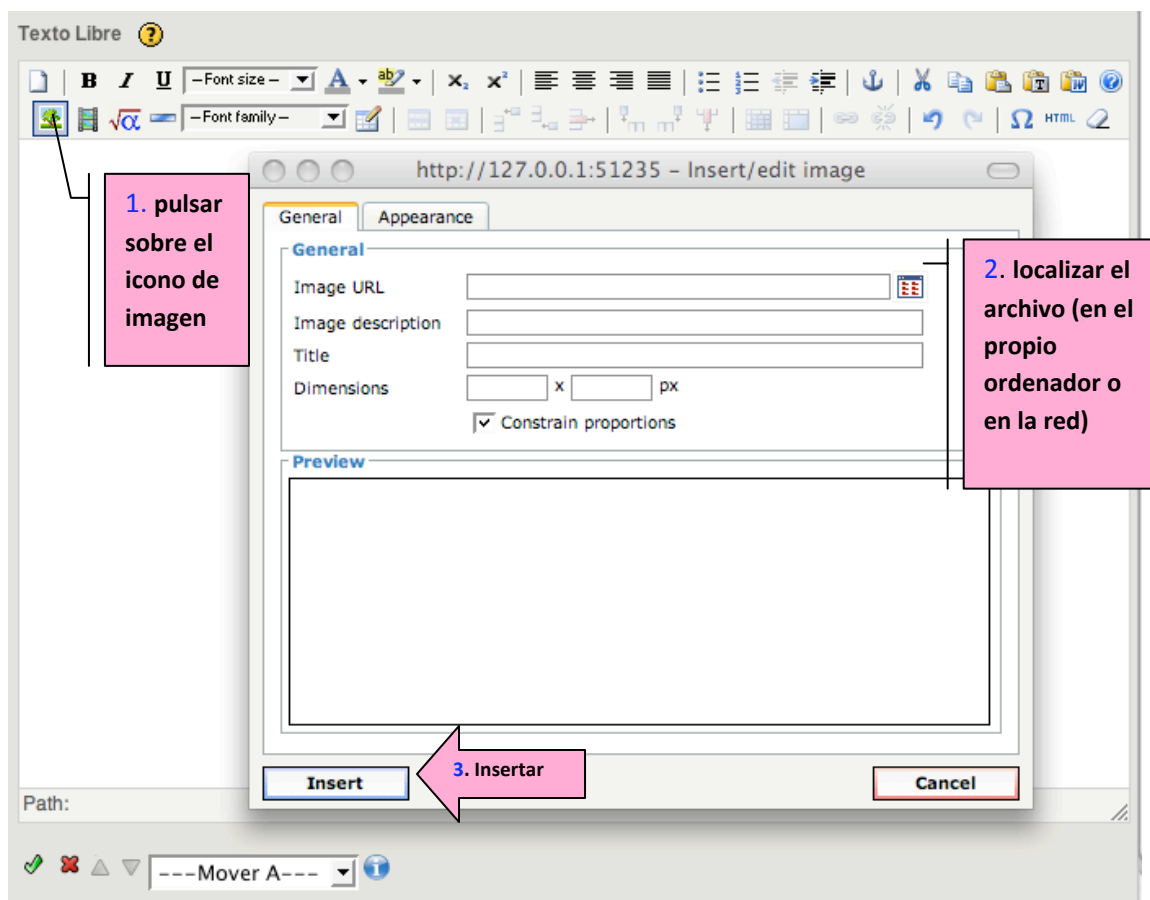 Texto Libre
B I U – Font size – A ab x₂ x²
√α – Font family – Ω HTML
http://127.0.0.1:51235 – Insert/edit image
1. pulsar
sobre el
icono de
imagen
General Appearance
General
Image URL
Image description
Title
Dimensions x px
Constrain proportions
Preview
2. localizar el
archivo (en el
propio
ordenador o
en la red)
3. Insertar
Insert
Cancel
Path:
---Mover A---